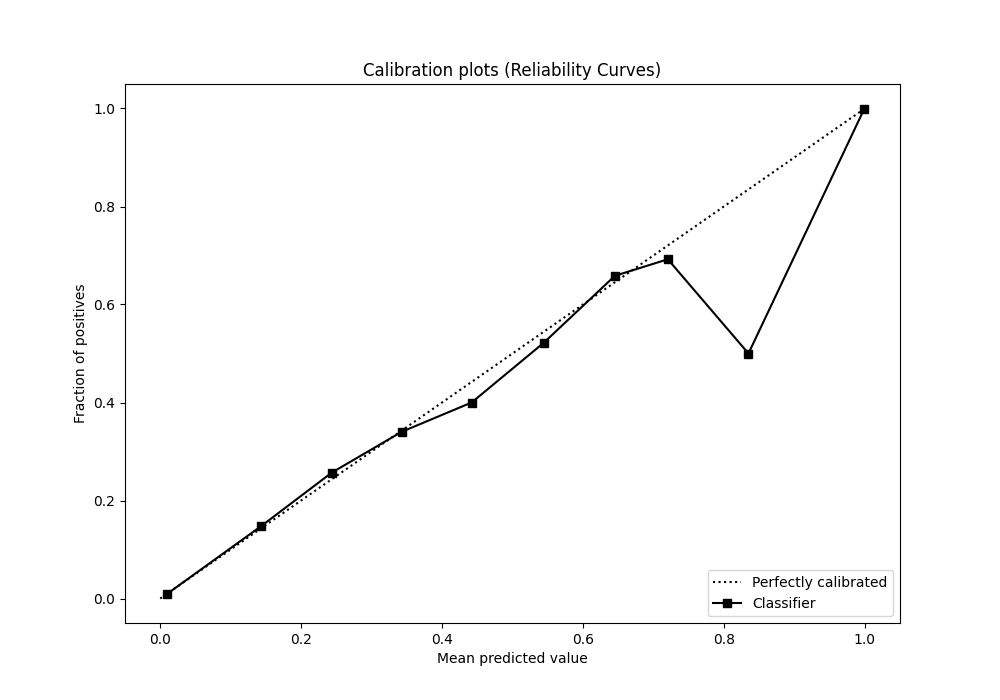 Calibration plots (Reliability Curves)
1.0
0.8
0.6
0.4
0.2
0.0
Fraction of positives
0.0 0.2 0.4 0.6 0.8 1.0
Mean predicted value
Perfectly calibrated
Classifier